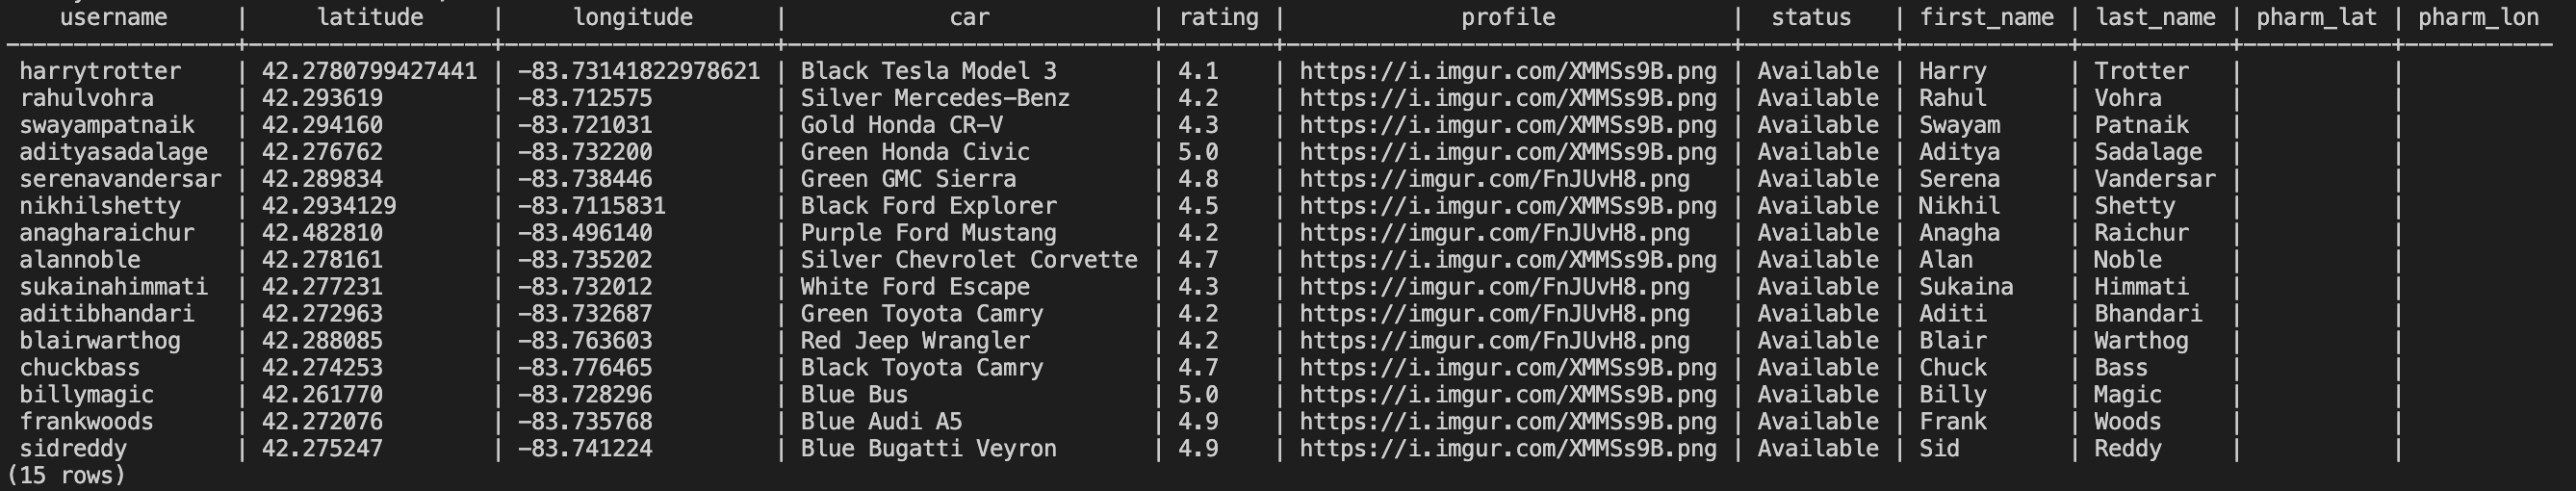 username | latitude | longitude | car | rating | profile | status | first_name | last_name | pharm_lat | pharm_lon
harrytrotter | 42.2780799427441 | -83.73141822978621 | Black Tesla Model 3 | 4.1 | https://i.imgur.com/XMMSs9B.png | Available | Harry | Trotter | |
rahulvohra | 42.293619 | -83.712575 | Silver Mercedes-Benz | 4.2 | https://i.imgur.com/XMMSs9B.png | Available | Rahul | Vohra | |
swayampatnaik | 42.294160 | -83.721031 | Gold Honda CR-V | 4.3 | https://i.imgur.com/XMMSs9B.png | Available | Swayam | Patnaik | |
adityasadalage | 42.276762 | -83.732200 | Green Honda Civic | 5.0 | https://i.imgur.com/XMMSs9B.png | Available | Aditya | Sadalage | |
serenavandersar | 42.289834 | -83.738446 | Green GMC Sierra | 4.8 | https://imgur.com/FnJUvH8.png | Available | Serena | Vandersar | |
nikhilshetty | 42.2934129 | -83.7115831 | Black Ford Explorer | 4.5 | https://i.imgur.com/XMMSs9B.png | Available | Nikhil | Shetty | |
anagharaichur | 42.482810 | -83.496140 | Purple Ford Mustang | 4.2 | https://imgur.com/FnJUvH8.png | Available | Anagha | Raichur | |
alannoble | 42.278161 | -83.735202 | Silver Chevrolet Corvette | 4.7 | https://i.imgur.com/XMMSs9B.png | Available | Alan | Noble | |
sukainahimmati | 42.277231 | -83.732012 | White Ford Escape | 4.3 | https://imgur.com/FnJUvH8.png | Available | Sukaina | Himmati | |
aditibhandari | 42.272963 | -83.732687 | Green Toyota Camry | 4.2 | https://imgur.com/FnJUvH8.png | Available | Aditi | Bhandari | |
blairwarthog | 42.288085 | -83.763603 | Red Jeep Wrangler | 4.2 | https://imgur.com/FnJUvH8.png | Available | Blair | Warthog | |
chuckbass | 42.274253 | -83.776465 | Black Toyota Camry | 4.7 | https://i.imgur.com/XMMSs9B.png | Available | Chuck | Bass | |
billymagic | 42.261770 | -83.728296 | Blue Bus | 5.0 | https://i.imgur.com/XMMSs9B.png | Available | Billy | Magic | |
frankwoods | 42.272076 | -83.735768 | Blue Audi A5 | 4.9 | https://i.imgur.com/XMMSs9B.png | Available | Frank | Woods | |
sidreddy | 42.275247 | -83.741224 | Blue Bugatti Veyron | 4.9 | https://i.imgur.com/XMMSs9B.png | Available | Sid | Reddy | |
(15 rows)